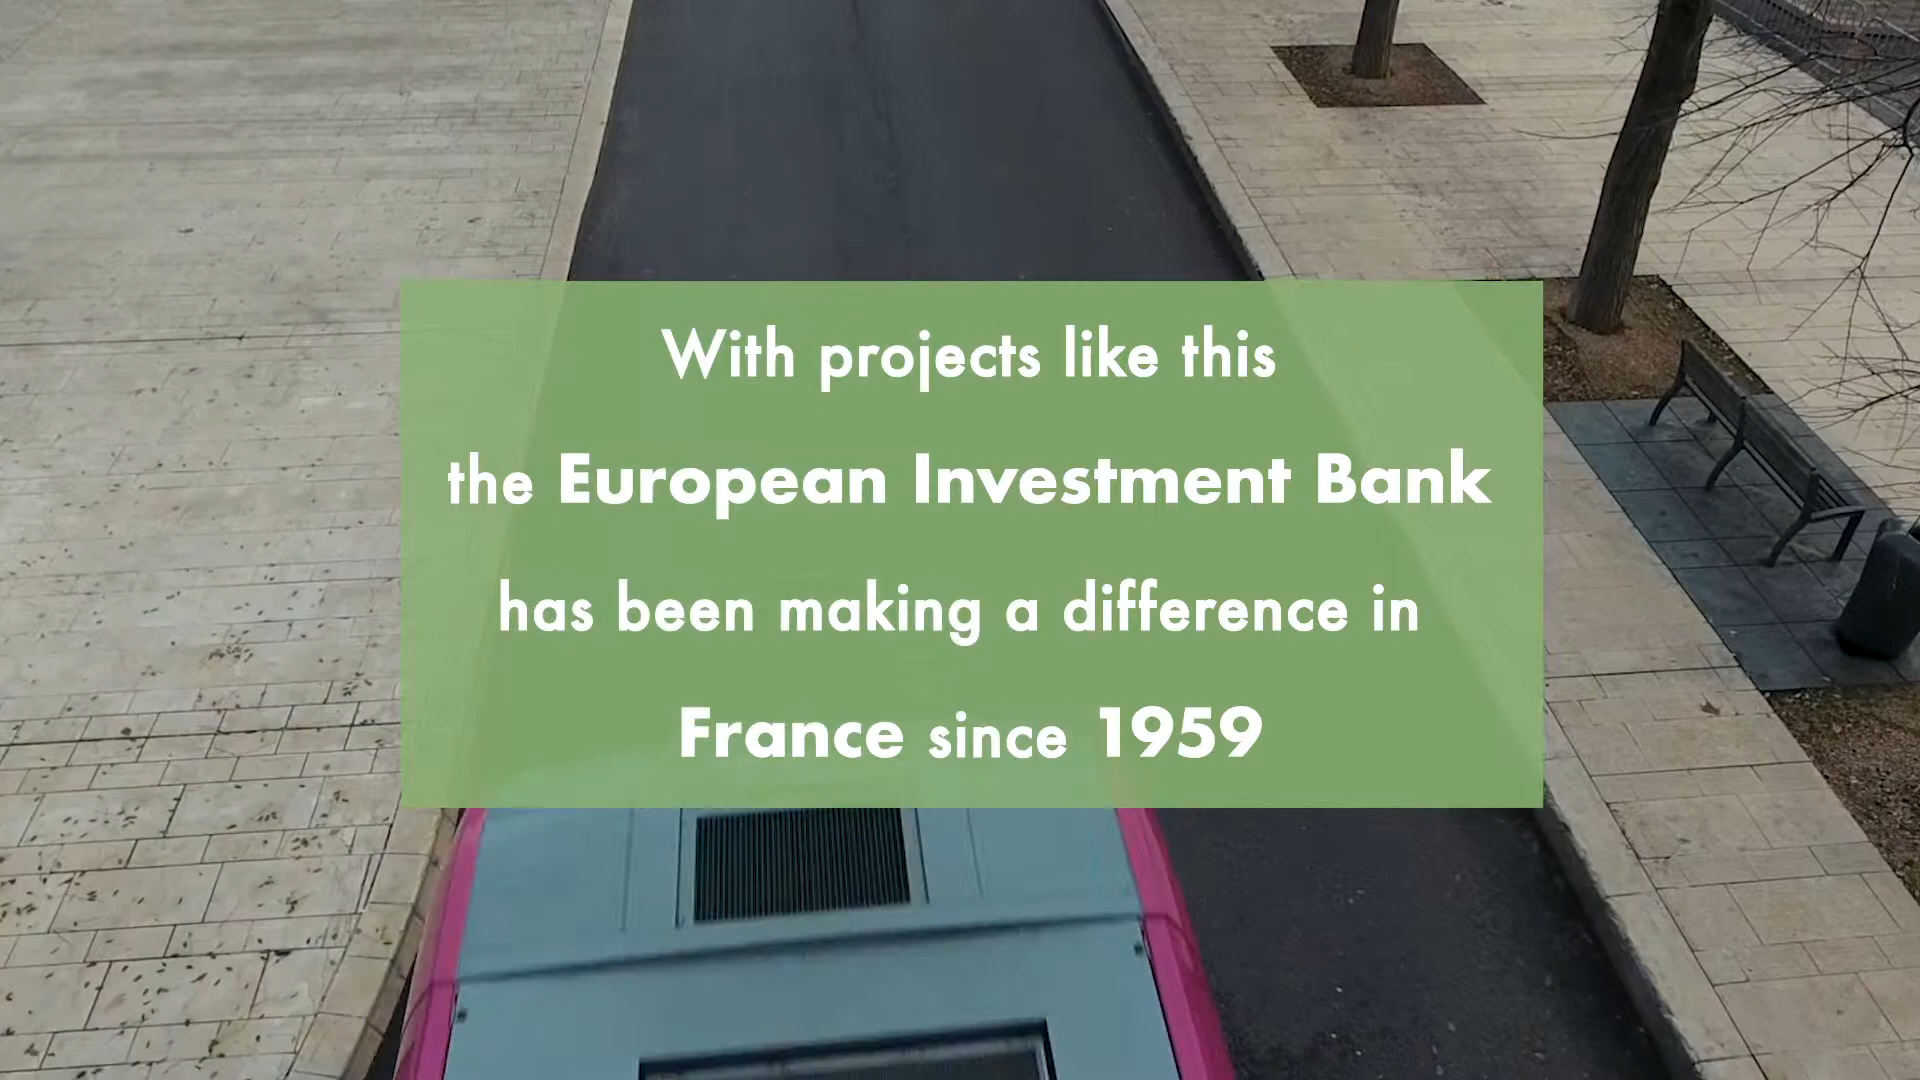 With projects like this
the European Investment Bank
has been making a difference in
France since 1959